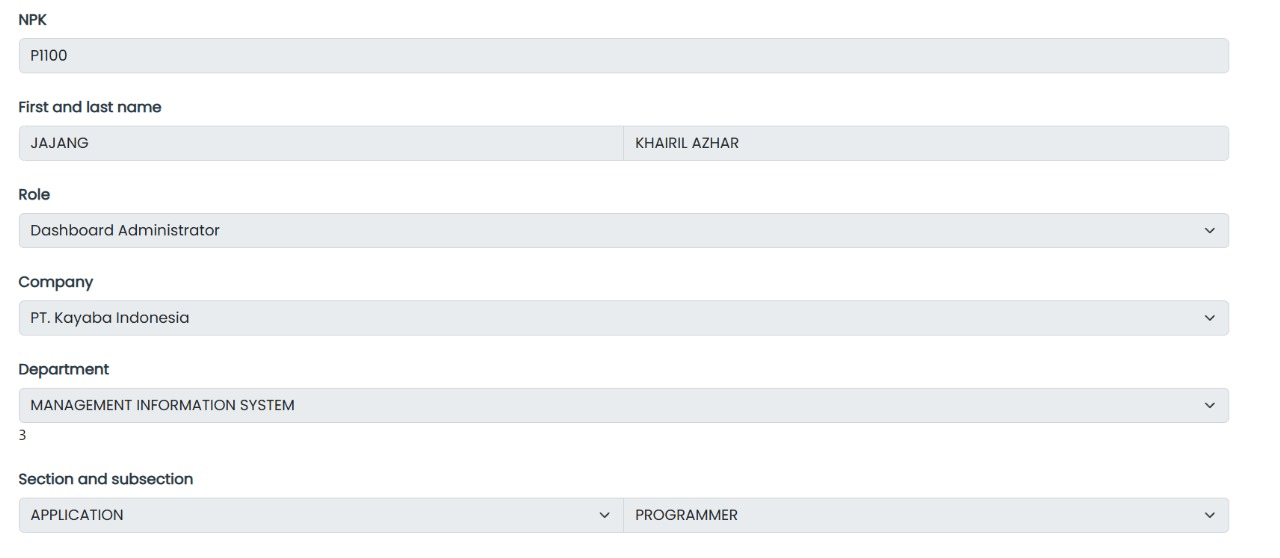 NPK
P1100
First and last name
JAJANG KHAIRIL AZHAR
Role
Dashboard Administrator
Company
PT. Kayaba Indonesia
Department
MANAGEMENT INFORMATION SYSTEM
3
Section and subsection
APPLICATION PROGRAMMER